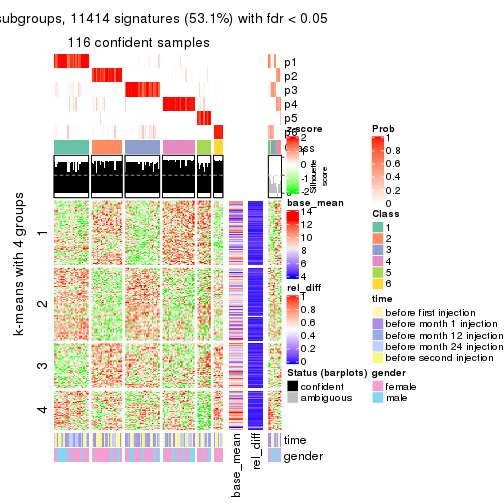 subgroups, 11414 signatures (53.1%) with fdr < 0.05
116 confident samples
p1
p2
p3
p4
p5
Class
k-means with 4 groups
1
2
3
4
time
gender
base_mean
rel_diff
z-score
2
-2
Silhouette
score
base_mean
14
12
10
8
6
4
rel_diff
1
0.8
0.6
0.4
0.2
0
Status (barplots)
confident
ambiguous
Prob
1
0.8
0.6
0.4
0.2
0
Class
1
2
3
4
5
6
time
before first injection
before month 1 injection
before month 12 injection
before month 24 injection
before second injection
gender
female
male